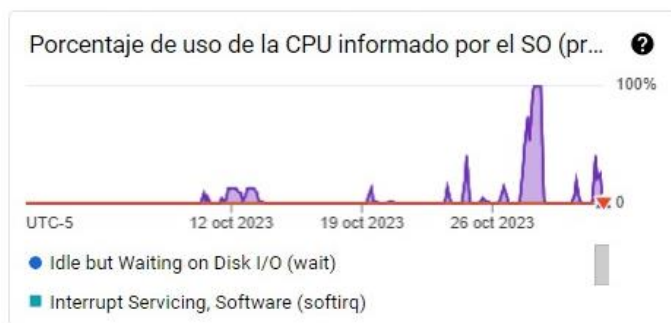 Porcentaje de uso de la CPU informado por el SO (pr...
100%
0
UTC-5 12 oct 2023 19 oct 2023 26 oct 2023
Idle but Waiting on Disk I/O (wait)
Interrupt Servicing, Software (softirq)